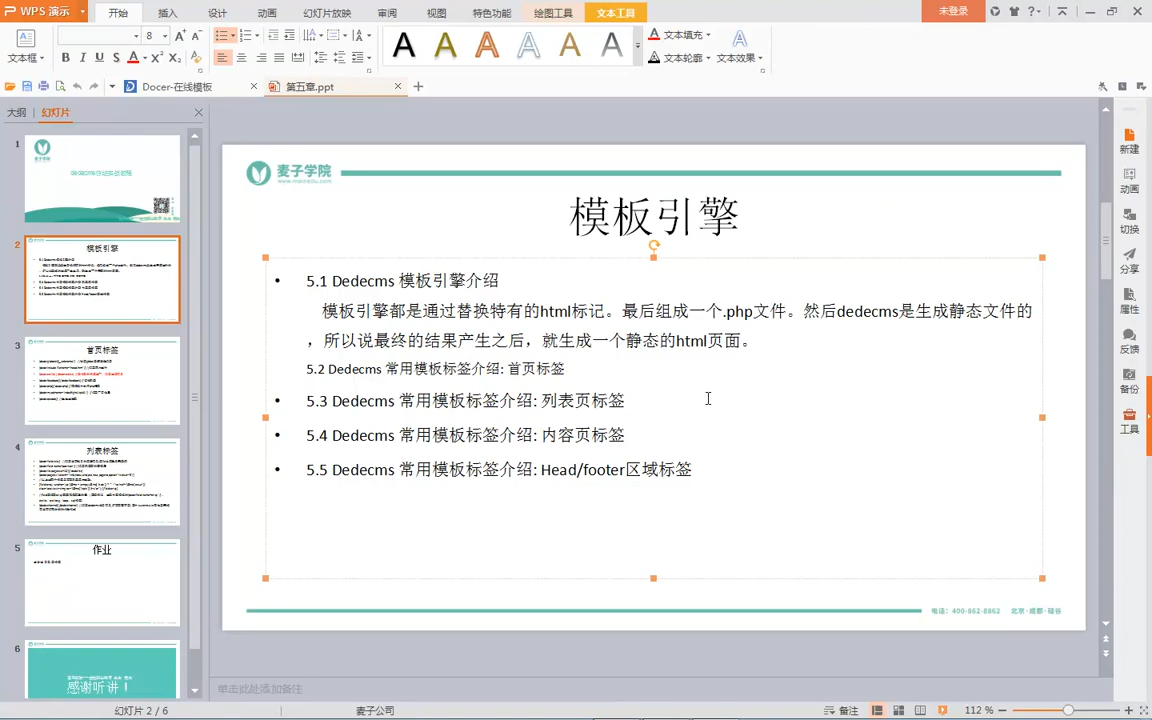 WPS 演示
开始
插入
设计
动画
幻灯片放映
审阅
视图
特色功能
绘图工具
文本工具
未登录
8
文本框
B I U S A X² X₂
文本填充
文本轮廓
文本效果
Docer-在线模板
第五章.ppt
大纲
幻灯片
1
2
模板引擎
3
首页标签
4
列表标签
5
作业
6
感谢听讲！
麦子学院
www.maiziedu.com
模板引擎
• 5.1 Dedecms 模板引擎介绍
模板引擎都是通过替换特有的html标记。最后组成一个.php文件。然后dedecms是生成静态文件的
，所以说最终的结果产生之后，就生成一个静态的html页面。
5.2 Dedecms 常用模板标签介绍: 首页标签
• 5.3 Dedecms 常用模板标签介绍: 列表页标签
• 5.4 Dedecms 常用模板标签介绍: 内容页标签
• 5.5 Dedecms 常用模板标签介绍: Head/footer区域标签
电话：400-862-8862 北京·成都·硅谷
新建
动画
切换
分享
属性
反馈
备份
工具
单击此处添加备注
幻灯片 2 / 6
麦子公司
备注
112 %